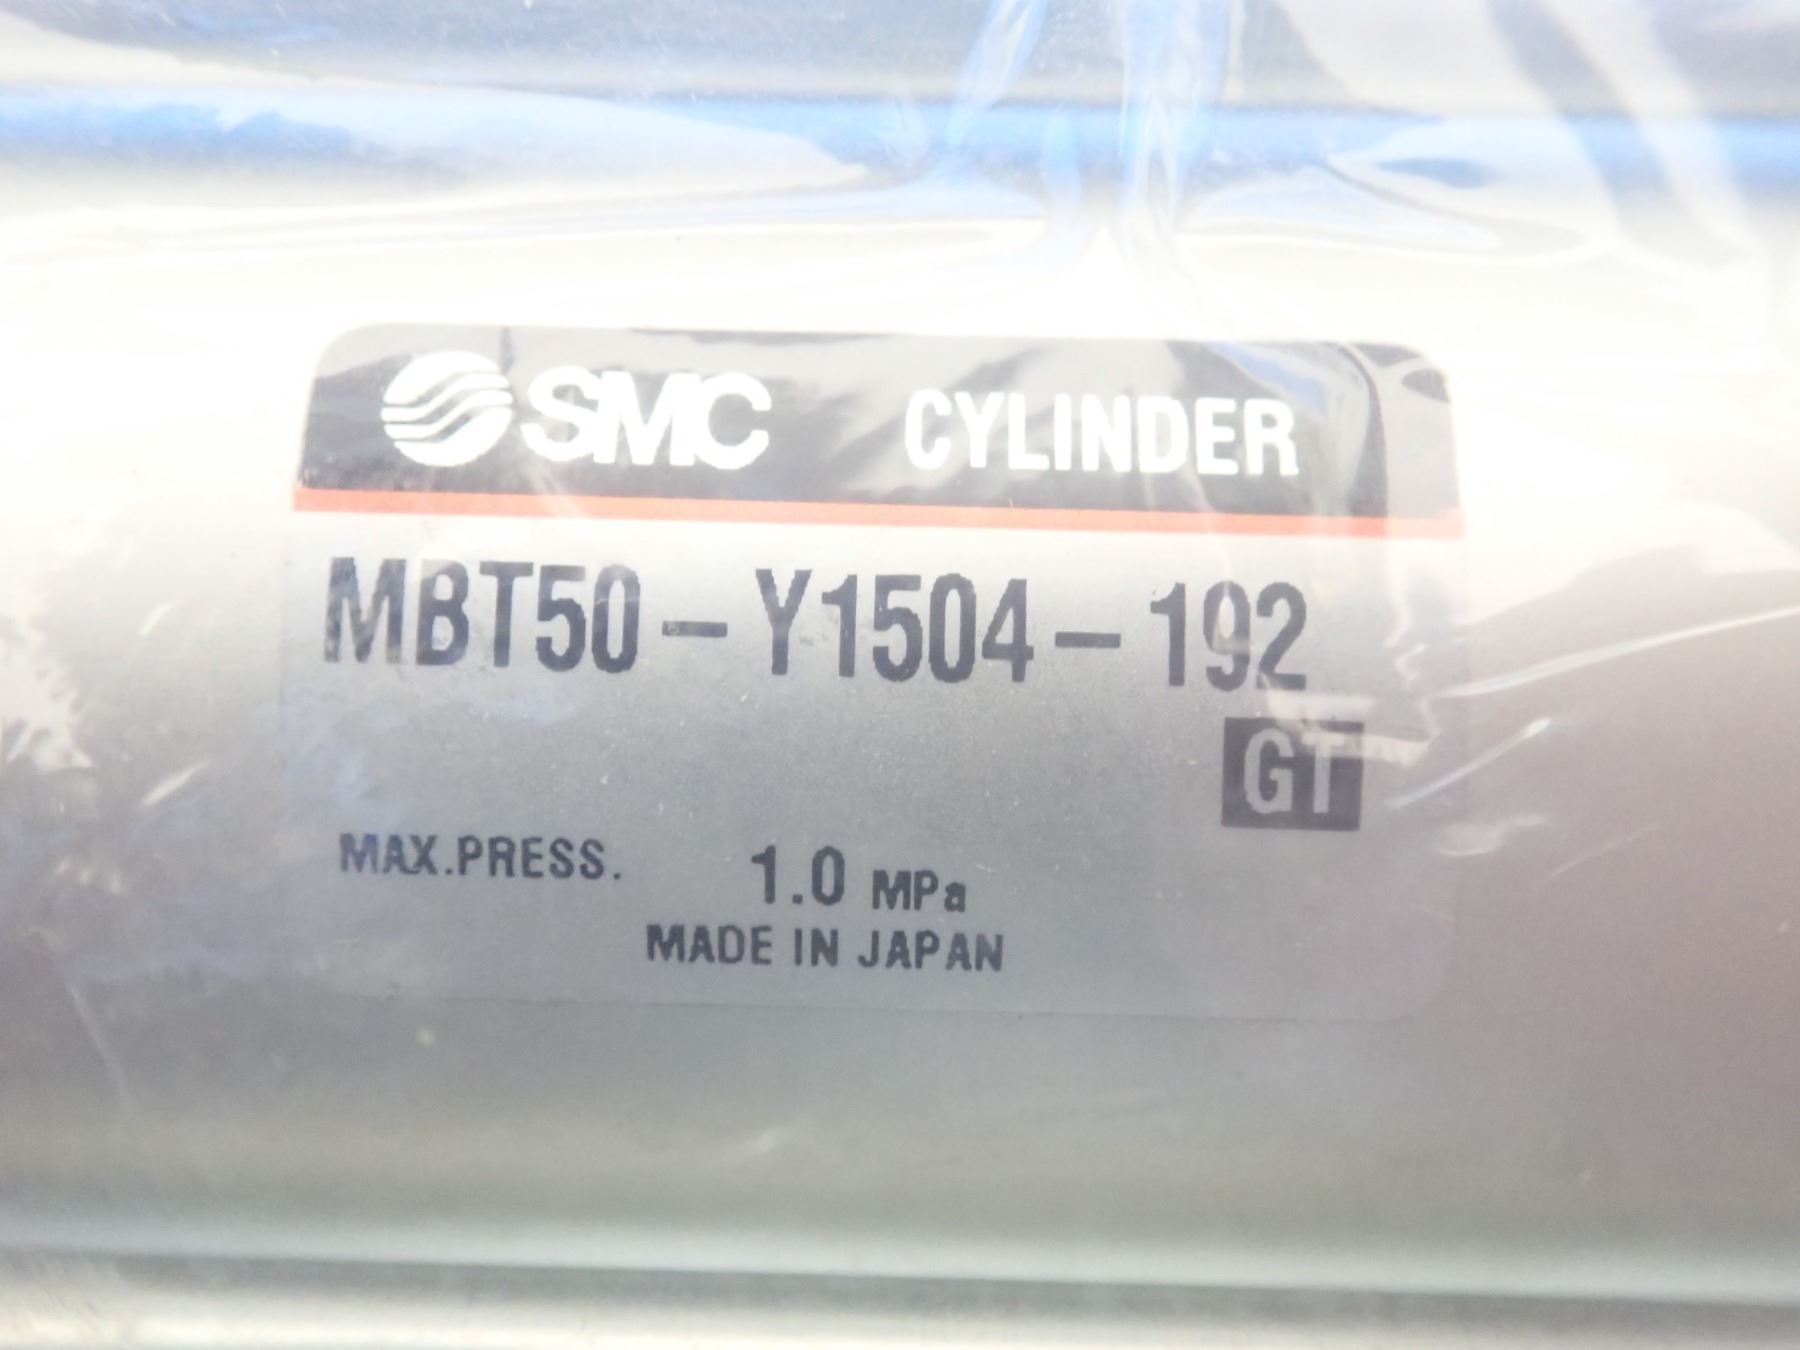 SMC CYLINDER
MBT50-Y1504-192
GT
MAX.PRESS. 1.0 MPa
MADE IN JAPAN